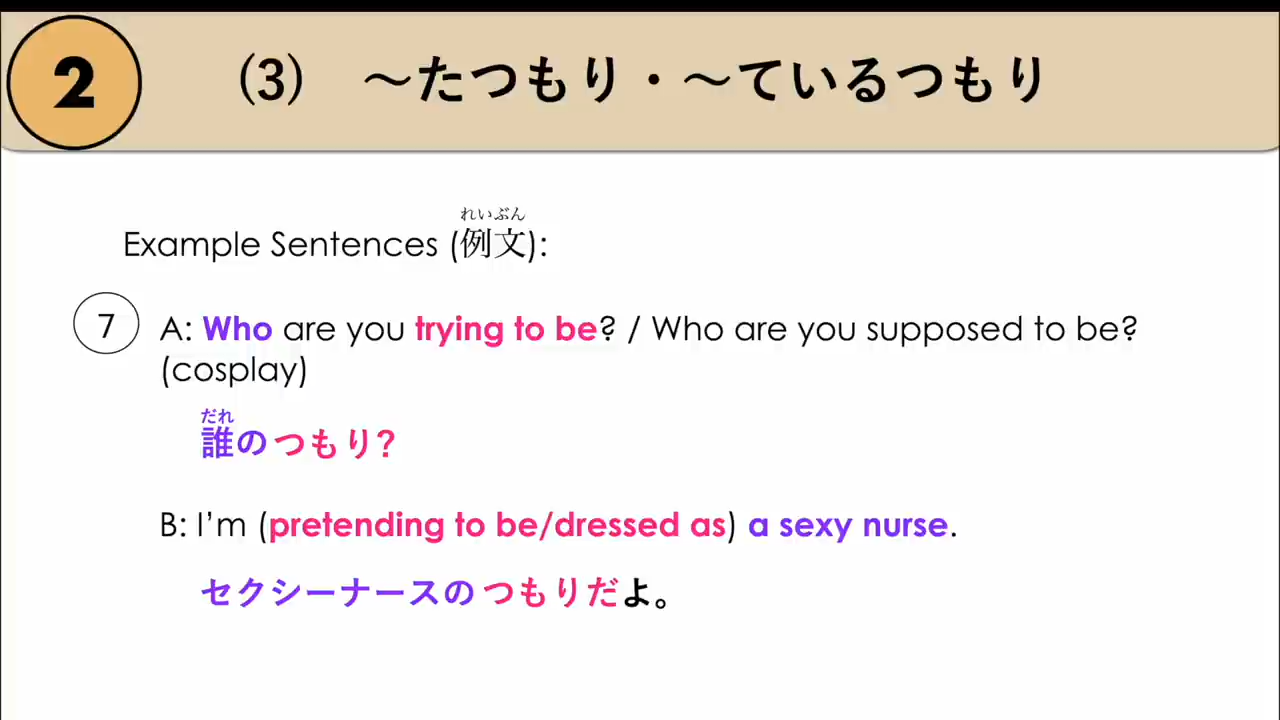 2
(3) ～たつもり・～ているつもり
れいぶん
Example Sentences (例文):
7
A: Who are you trying to be? / Who are you supposed to be?
(cosplay)
だれ
誰のつもり?
B: I'm (pretending to be/dressed as) a sexy nurse.
セクシーナースのつもりだよ。